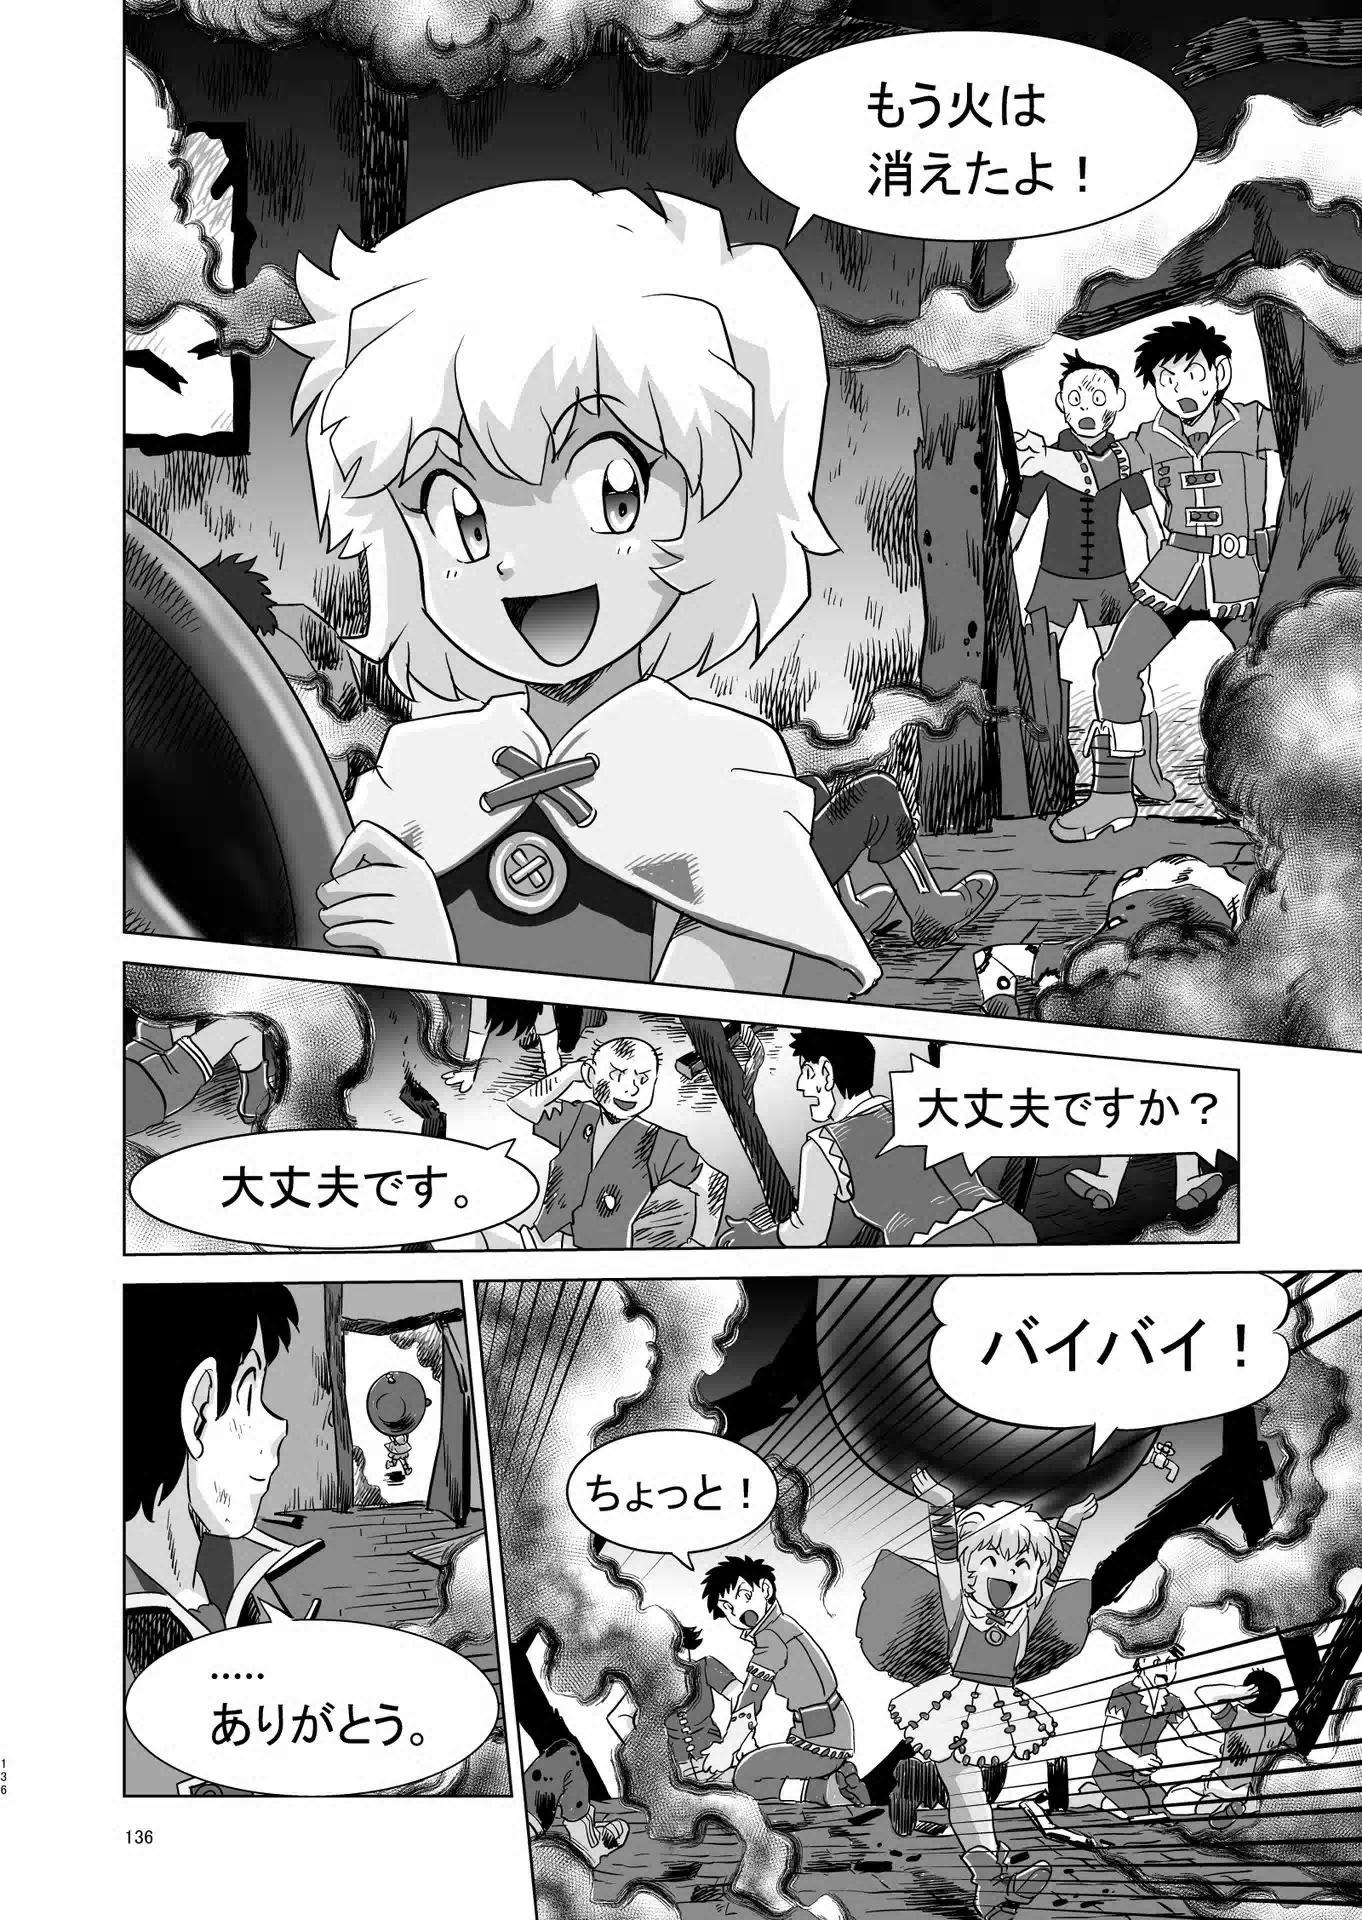 もう火は
消えたよ！
大丈夫ですか？
大丈夫です。
バイバイ！
ちょっと！
.....
ありがとう。
136
136